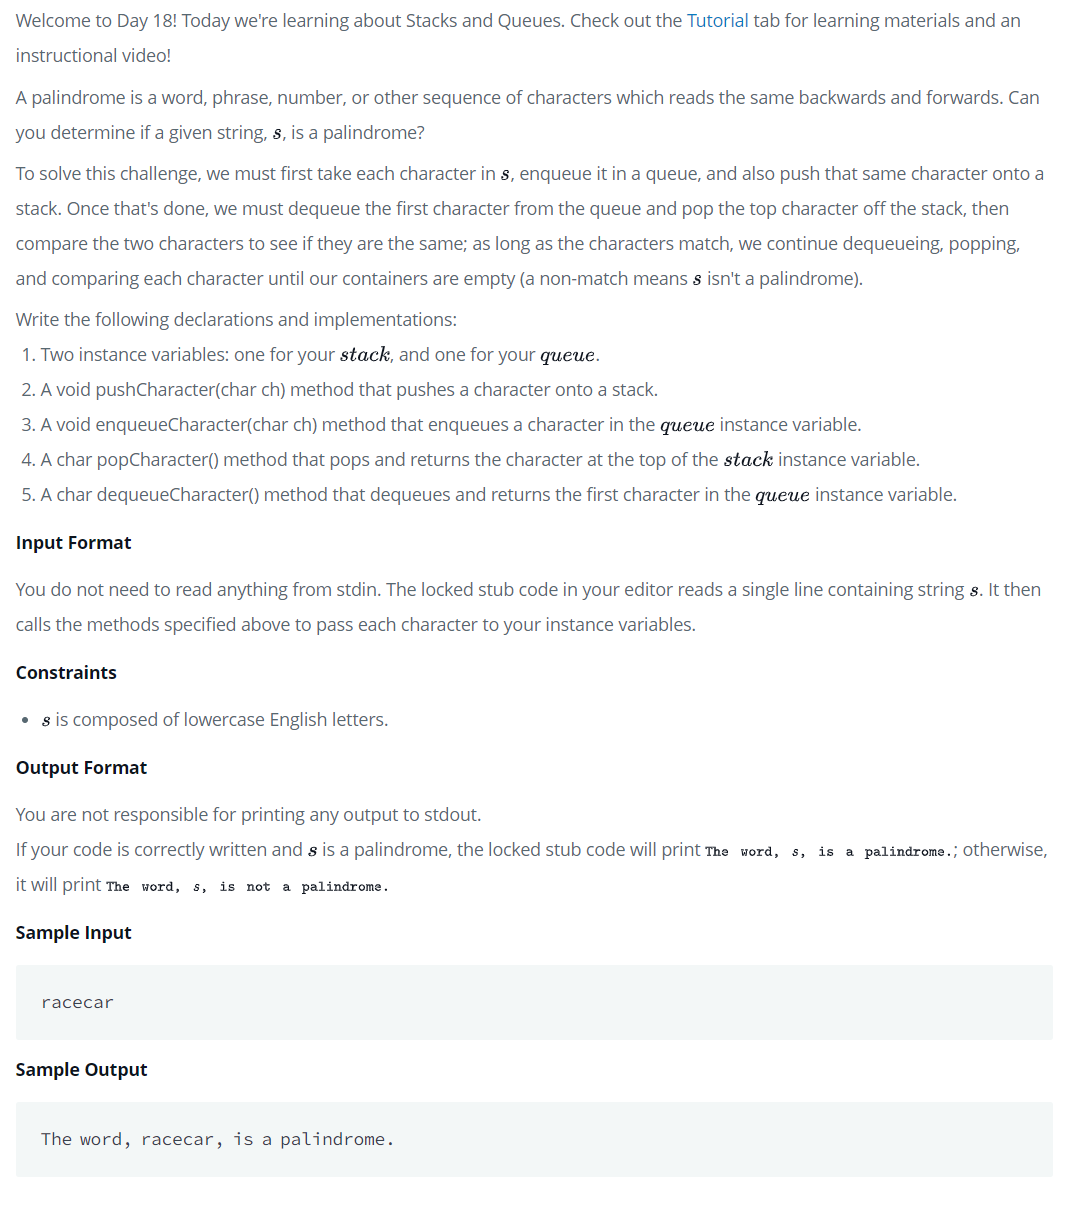 Welcome to Day 18! Today we're learning about Stacks and Queues. Check out the Tutorial tab for learning materials and an
instructional video!
A palindrome is a word, phrase, number, or other sequence of characters which reads the same backwards and forwards. Can
you determine if a given string, s, is a palindrome?
To solve this challenge, we must first take each character in s, enqueue it in a queue, and also push that same character onto a
stack. Once that's done, we must dequeue the first character from the queue and pop the top character off the stack, then
compare the two characters to see if they are the same; as long as the characters match, we continue dequeueing, popping,
and comparing each character until our containers are empty (a non-match means s isn't a palindrome).
Write the following declarations and implementations:
1. Two instance variables: one for your stack, and one for your queue.
2. A void pushCharacter(char ch) method that pushes a character onto a stack.
3. A void enqueueCharacter(char ch) method that enqueues a character in the queue instance variable.
4. A char popCharacter() method that pops and returns the character at the top of the stack instance variable.
5. A char dequeueCharacter() method that dequeues and returns the first character in the queue instance variable.
Input Format
You do not need to read anything from stdin. The locked stub code in your editor reads a single line containing string s. It then
calls the methods specified above to pass each character to your instance variables.
Constraints
• s is composed of lowercase English letters.
Output Format
You are not responsible for printing any output to stdout.
If your code is correctly written and s is a palindrome, the locked stub code will print The word, s, is a palindrome.; otherwise,
it will print The word, s, is not a palindrome.
Sample Input
racecar
Sample Output
The word, racecar, is a palindrome.